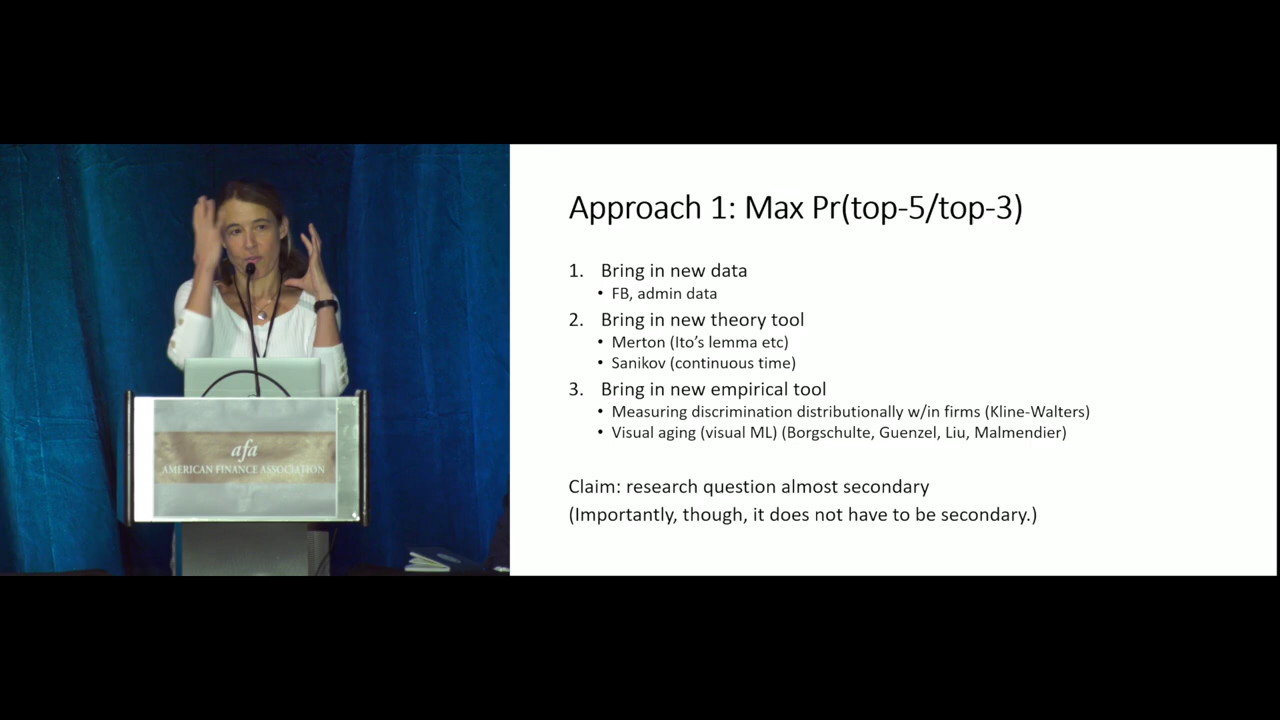 afa
AMERICAN FINANCE ASSOCIATION
Approach 1: Max Pr(top-5/top-3)
1. Bring in new data
• FB, admin data
2. Bring in new theory tool
• Merton (Ito's lemma etc)
• Sanikov (continuous time)
3. Bring in new empirical tool
• Measuring discrimination distributionally w/in firms (Kline-Walters)
• Visual aging (visual ML) (Borgschulte, Guenzel, Liu, Malmendier)
Claim: research question almost secondary
(Importantly, though, it does not have to be secondary.)